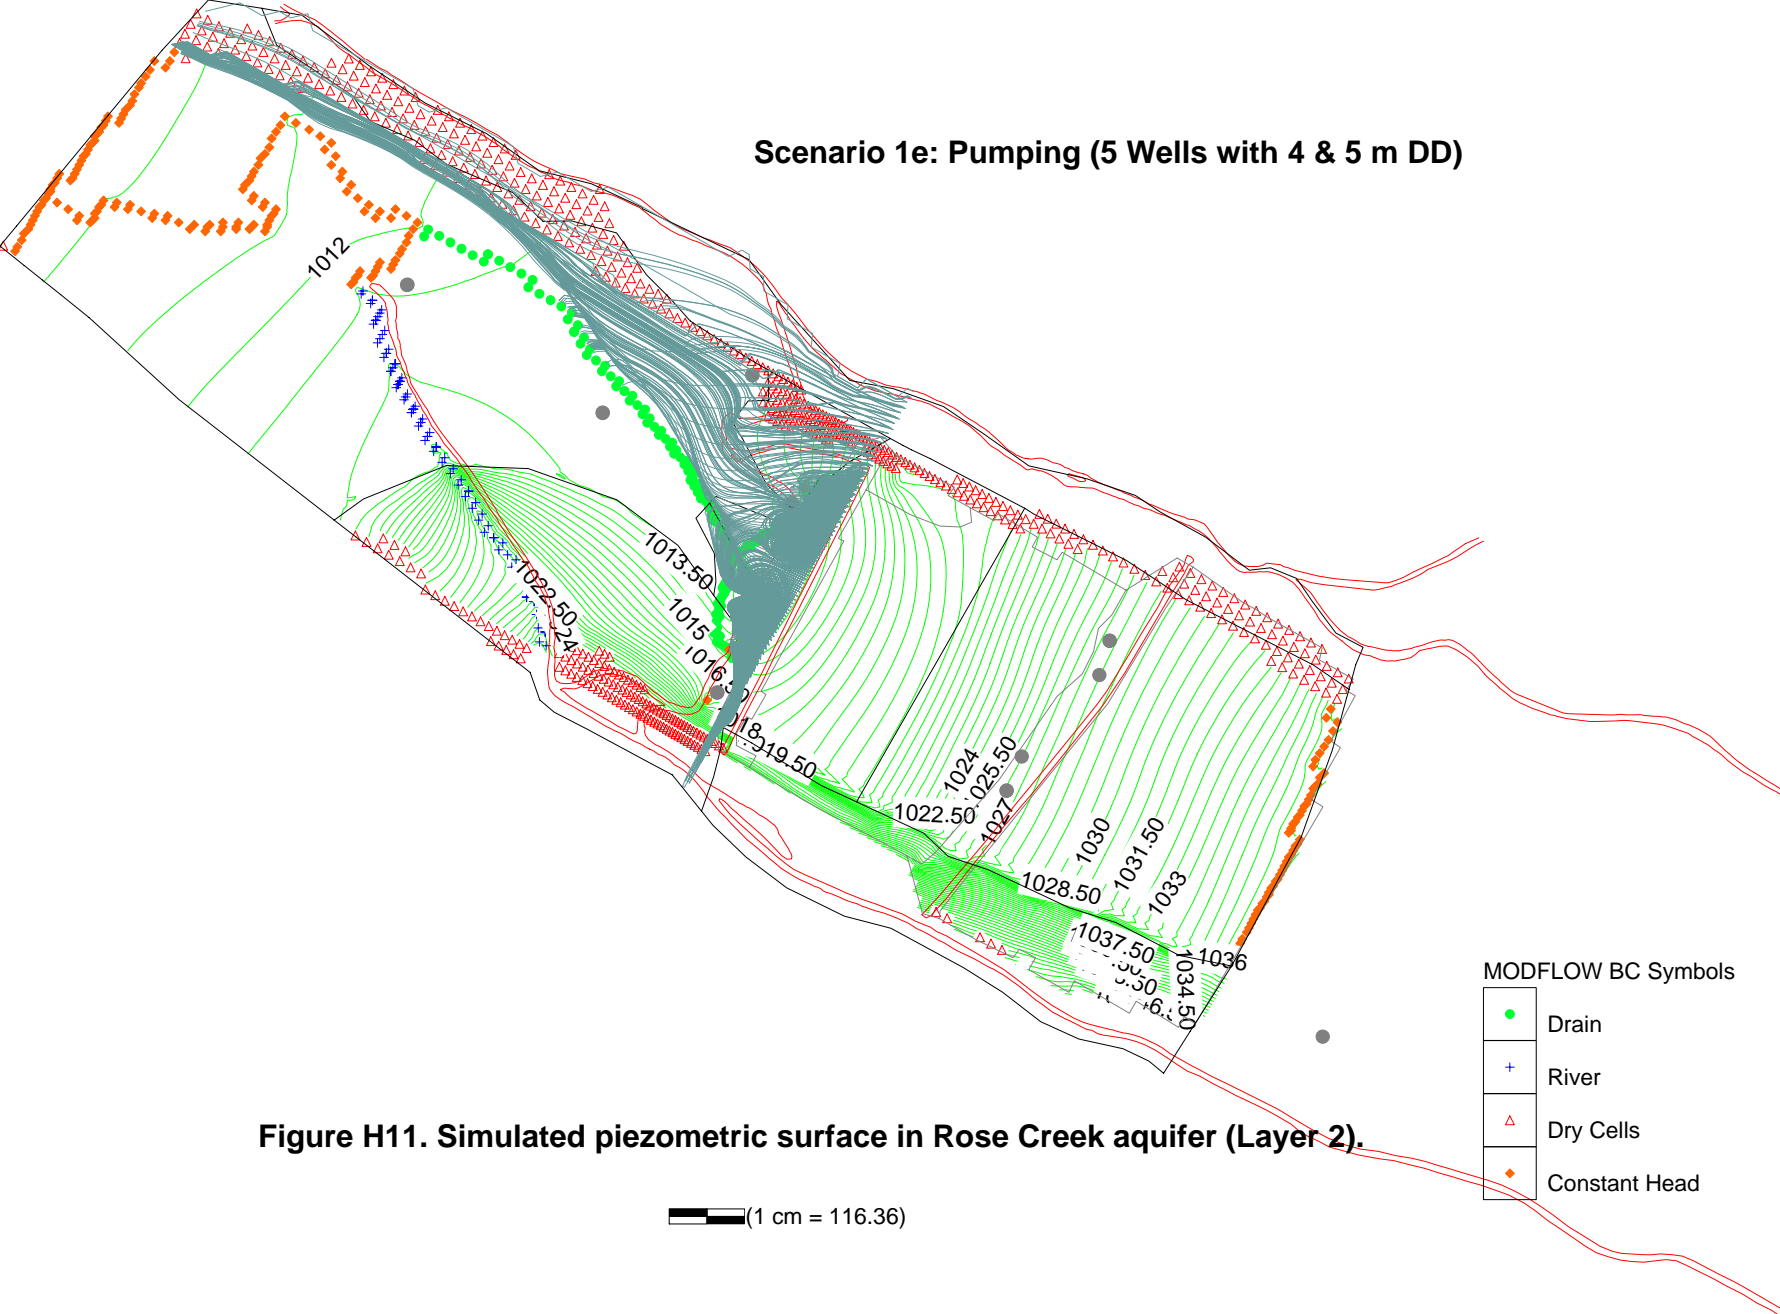 Scenario 1e: Pumping (5 Wells with 4 & 5 m DD)
1012
1013.50
1022.50
1015
1016.50
1018
1019.50
1024
1025.50
1022.50
1027
1030
1031.50
1028.50
1033
1037.50
1036
1034.50
MODFLOW BC Symbols
Drain
River
Dry Cells
Constant Head
Figure H11. Simulated piezometric surface in Rose Creek aquifer (Layer 2).
(1 cm = 116.36)